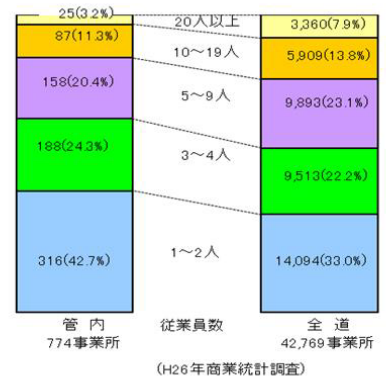 25(3.2%)
20人以上
3,360(7.9%)
87(11.3%)
10～19人
5,909(13.8%)
158(20.4%)
5～9人
9,893(23.1%)
188(24.3%)
3～4人
9,513(22.2%)
316(42.7%)
1～2人
14,094(33.0%)
管内
従業員数
全道
774事業所
42,769事業所
(H26年商業統計調査)